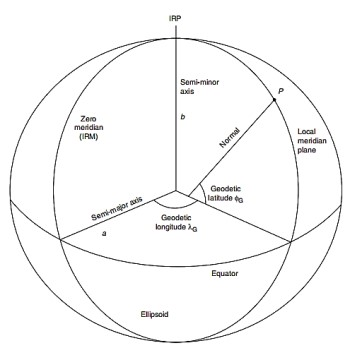 IRP
Semi-minor
axis
b
P
Zero
meridian
(IRM)
Normal
Local
meridian
plane
Semi-major axis
a
Geodetic
latitude ϕG
Geodetic
longitude λG
Equator
Ellipsoid